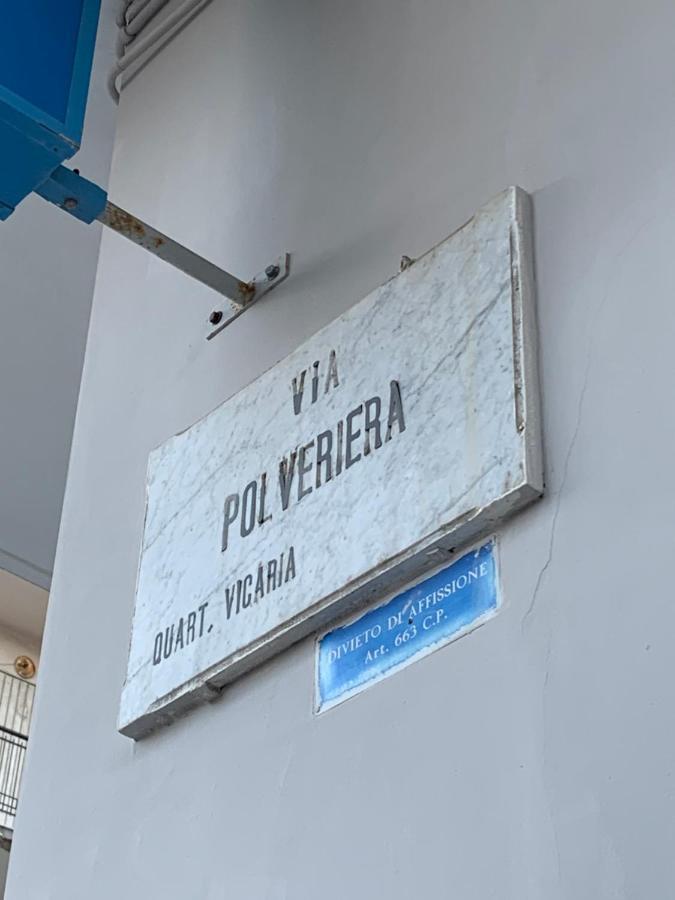 VIA
POLVERIERA
QUART. VICARIA
DIVIETO DI AFFISSIONE
Art. 663 C.P.